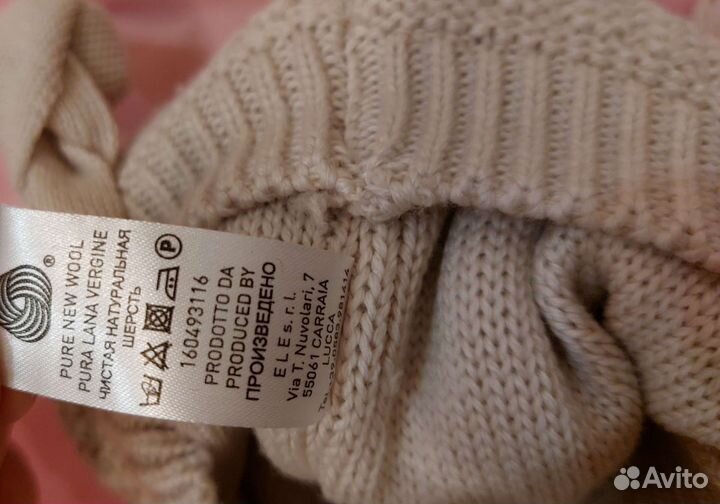 ®
PURE NEW WOOL
PURA LANA VERGINE
ЧИСТАЯ НАТУРАЛЬНАЯ
ШЕРСТЬ
P
160493116
PRODOTTO DA
PRODUCED BY
ПРОИЗВЕДЕНО
E L E s. r. l.
Via T. Nuvolari, 7
55061 CARRAIA
LUCCA
Avito